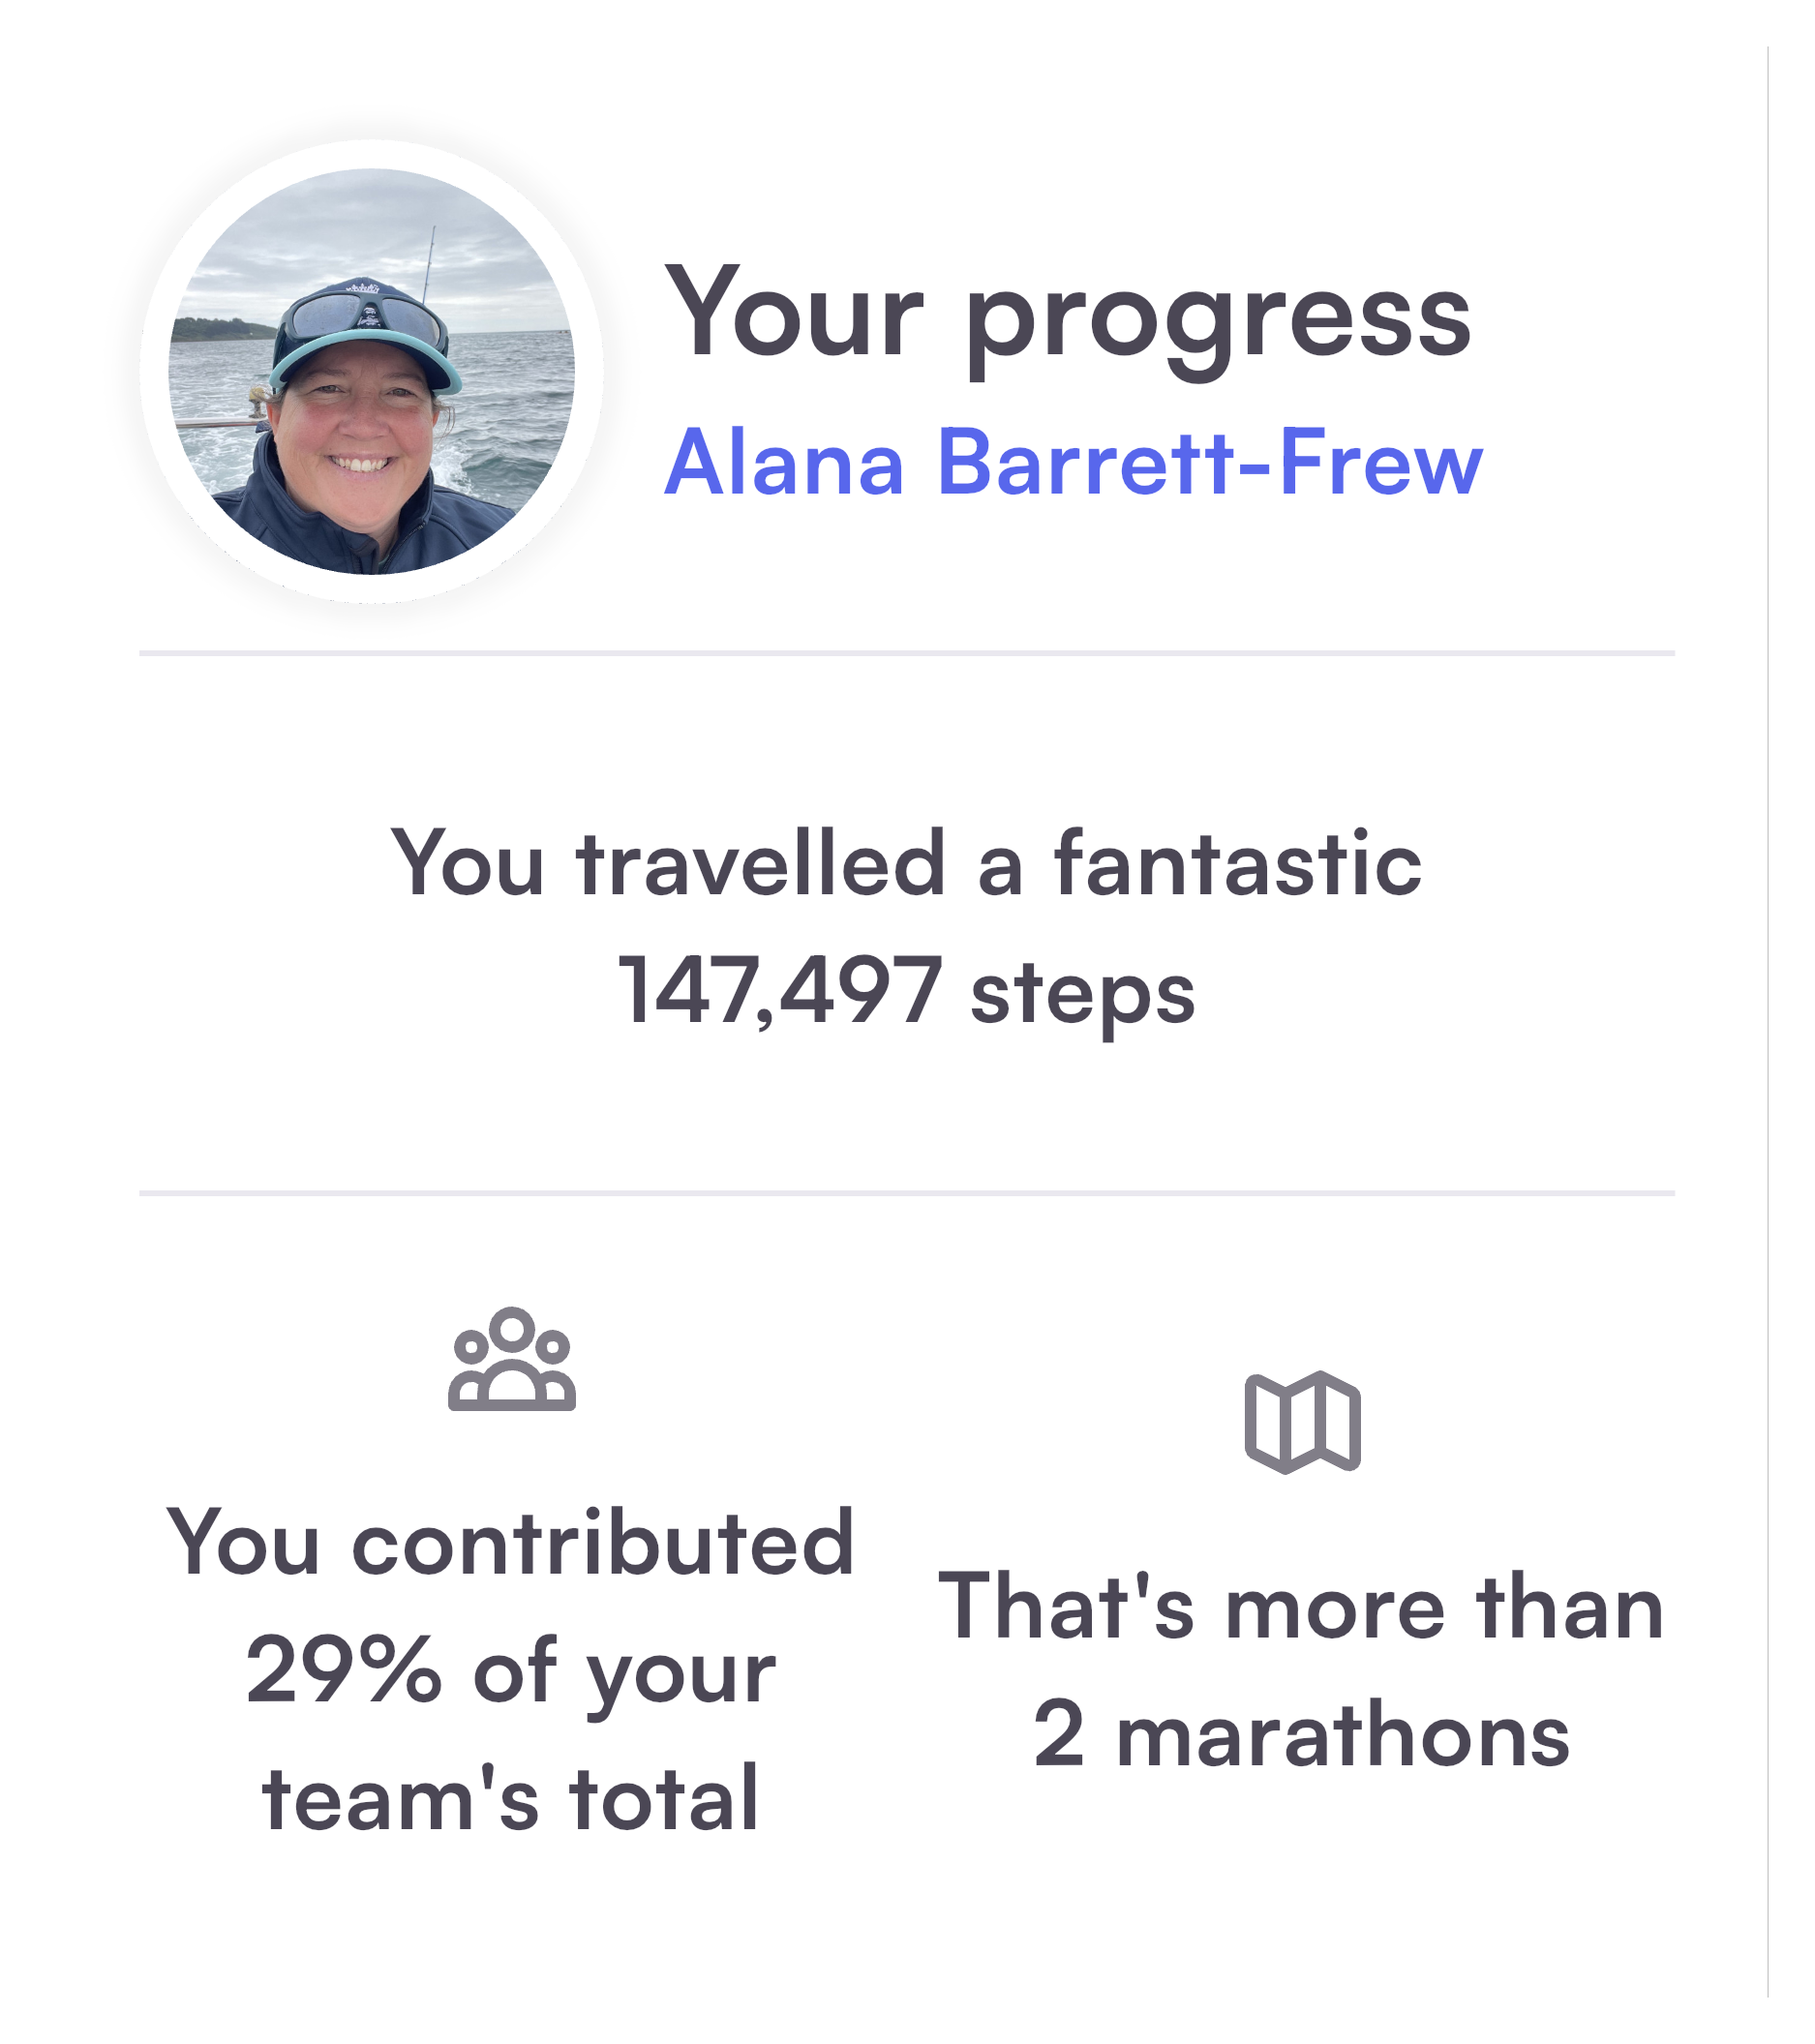 Your progress
Alana Barrett-Frew
You travelled a fantastic
147,497 steps
You contributed
29% of your
team's total
That's more than
2 marathons